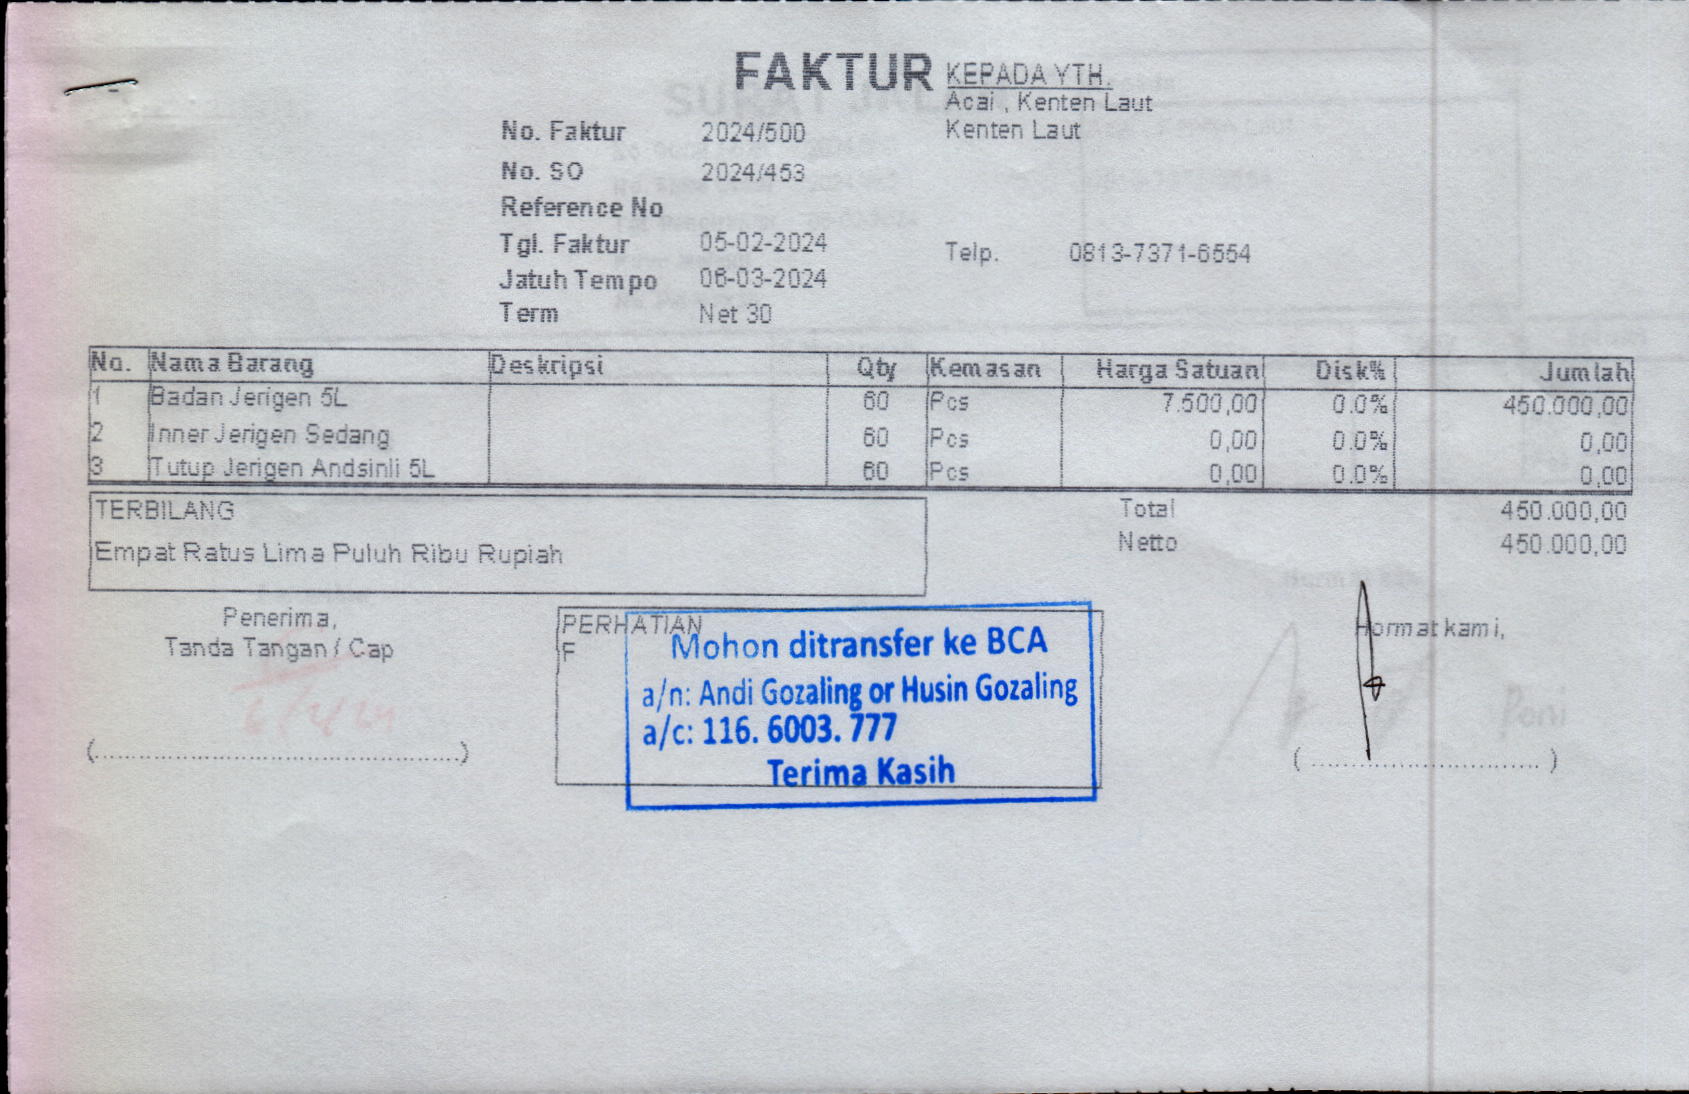 FAKTUR
KEPADA YTH.
Acai , Kenten Laut
Kenten Laut
No. Faktur 2024/500
No. SO 2024/453
Reference No
Tgl. Faktur 05-02-2024
Telp. 0813-7371-6554
Jatuh Tempo 06-03-2024
Term Net 30
No. Nama Barang Deskripsi Qty Kemasan Harga Satuan Disk% Jumlah
1 Badan Jerigen 5L 60 Pcs 7.500,00 0.0% 450.000,00
2 Inner Jerigen Sedang 60 Pcs 0,00 0.0% 0,00
3 Tutup Jerigen Andsinli 5L 60 Pcs 0,00 0.0% 0,00
TERBILANG
Empat Ratus Lima Puluh Ribu Rupiah
Total 450.000,00
Netto 450.000,00
Penerima,
Tanda Tangan / Cap
(..............................................)
PERHATIAN
F
Mohon ditransfer ke BCA
a/n: Andi Gozaling or Husin Gozaling
a/c: 116. 6003. 777
Terima Kasih
Hormat kami,
Poni
( ............................. )